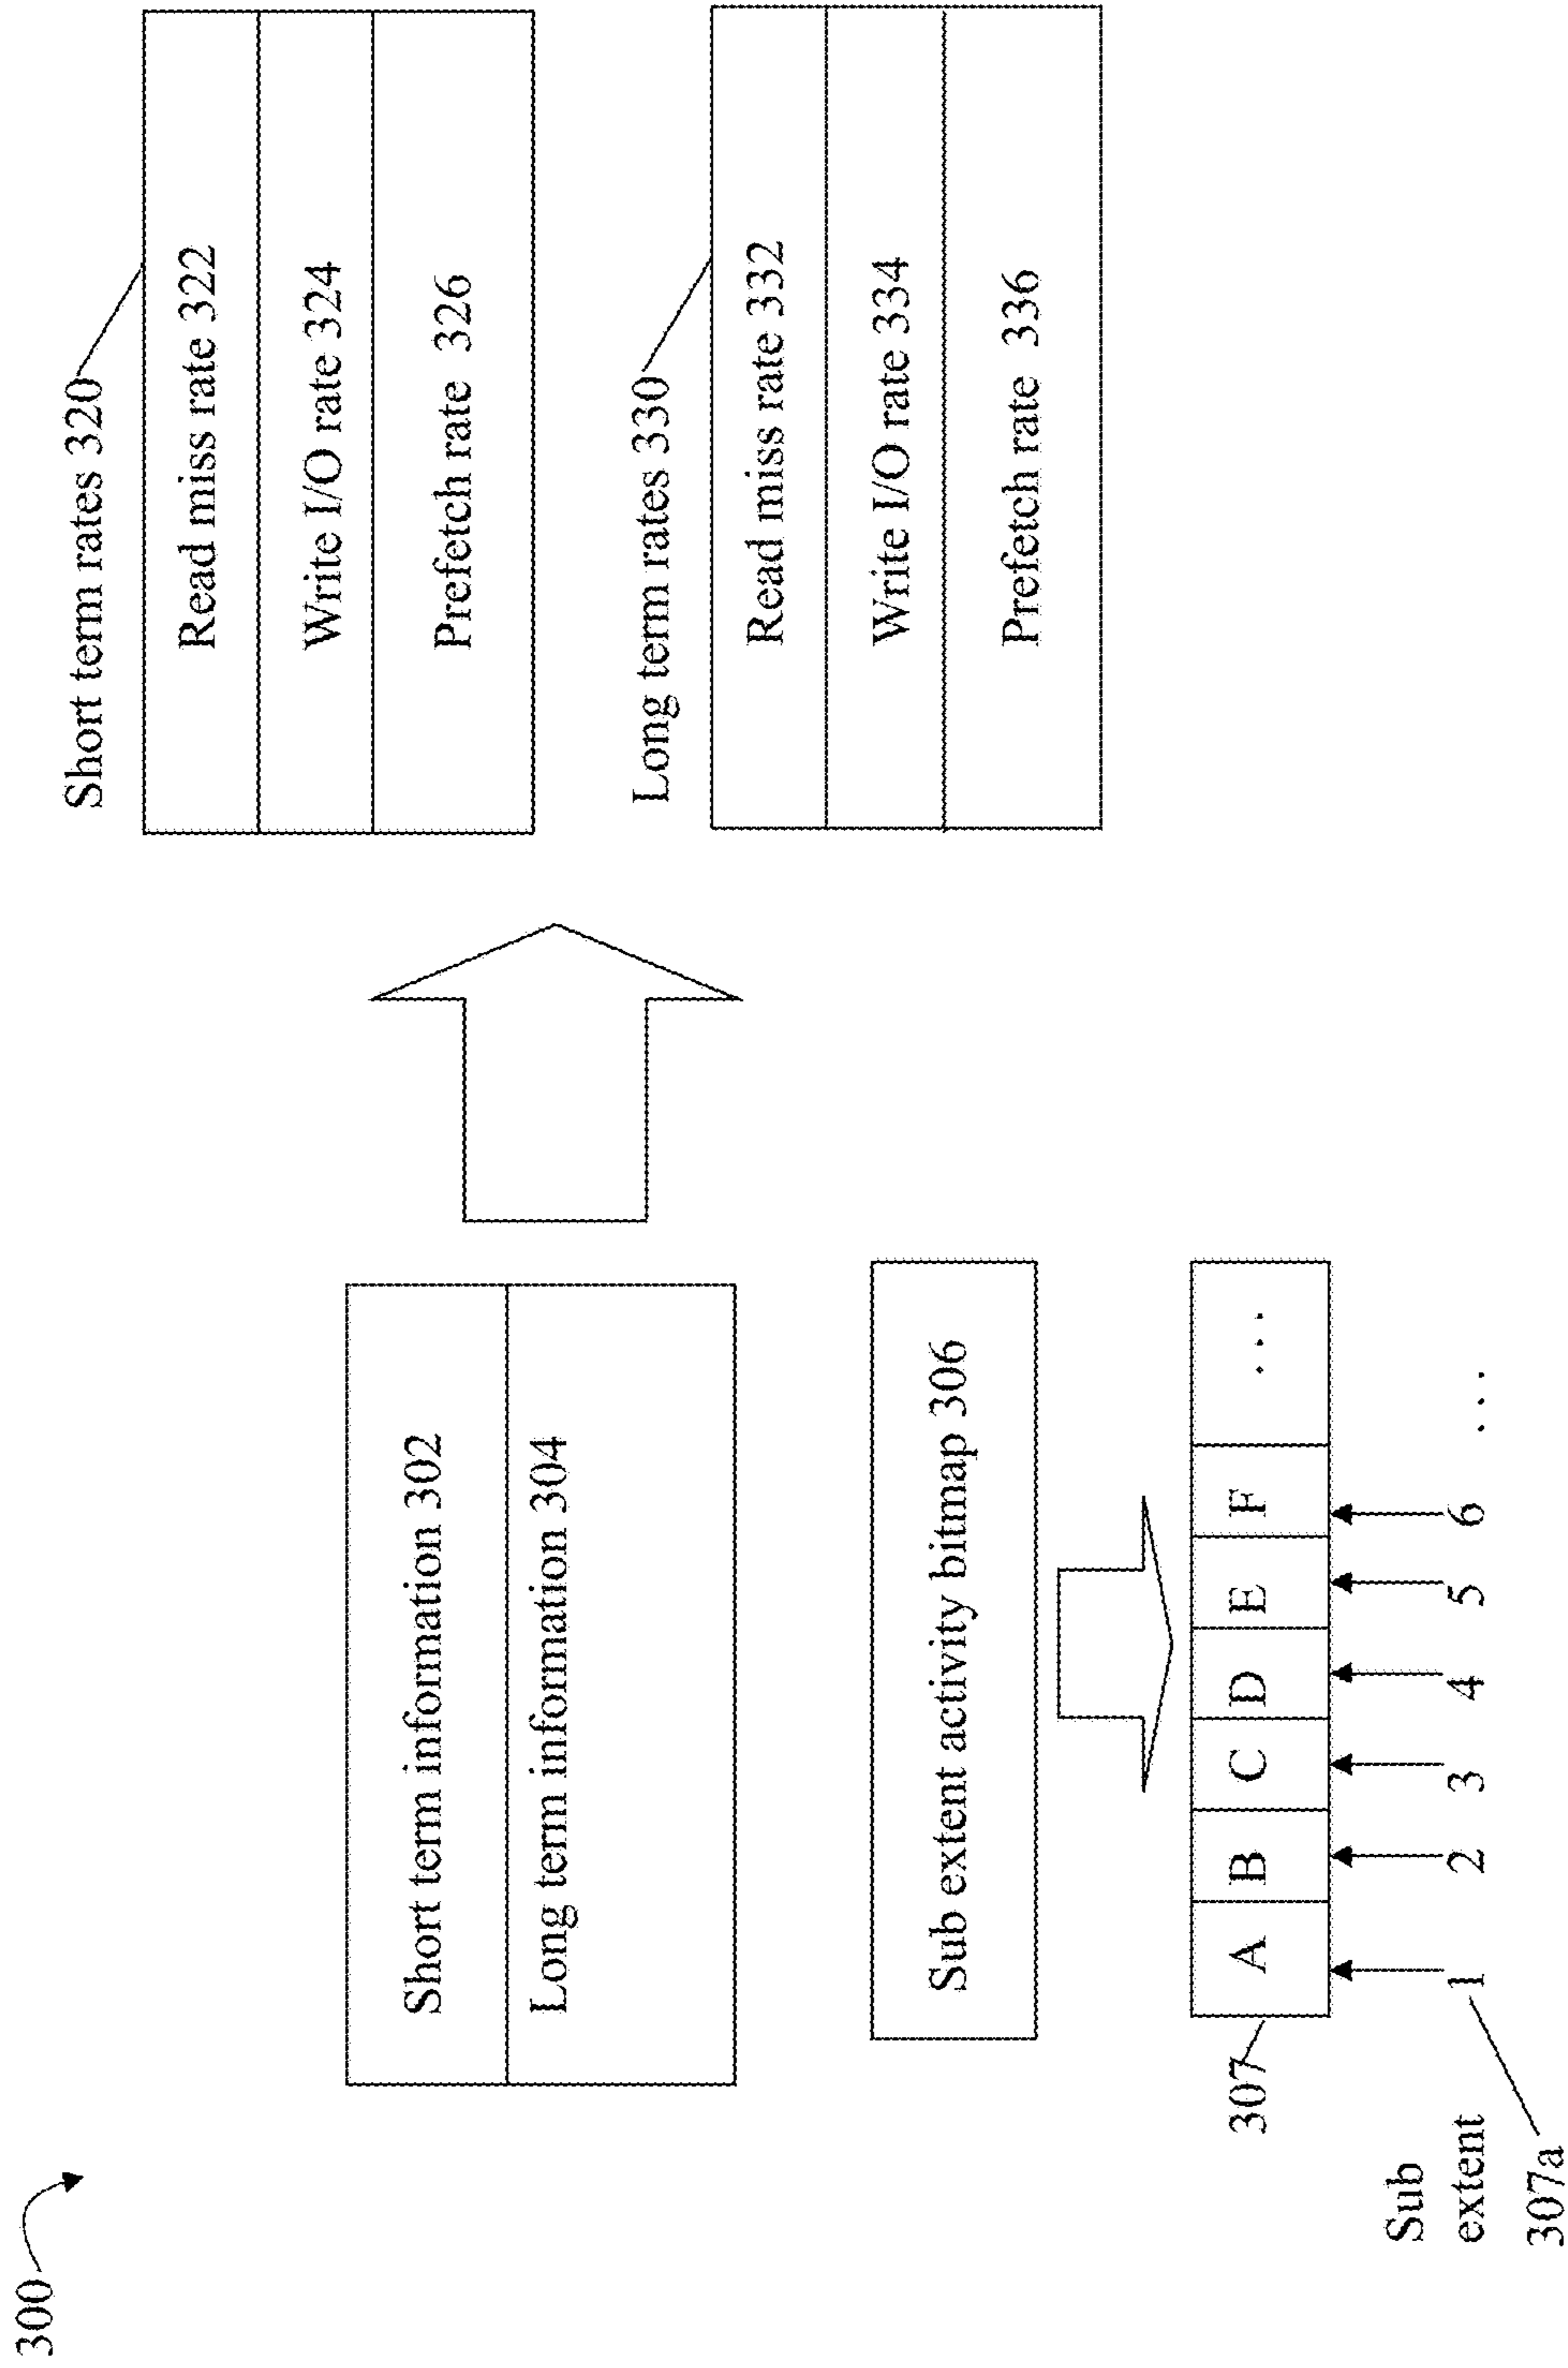 300
Short term rates 320
Read miss rate 322
Write I/O rate 324
Prefetch rate 326
Short term information 302
Long term information 304
Long term rates 330
Read miss rate 332
Write I/O rate 334
Prefetch rate 336
Sub extent activity bitmap 306
307 A B C D E F ...
Sub
extent 1 2 3 4 5 6 ...
307a